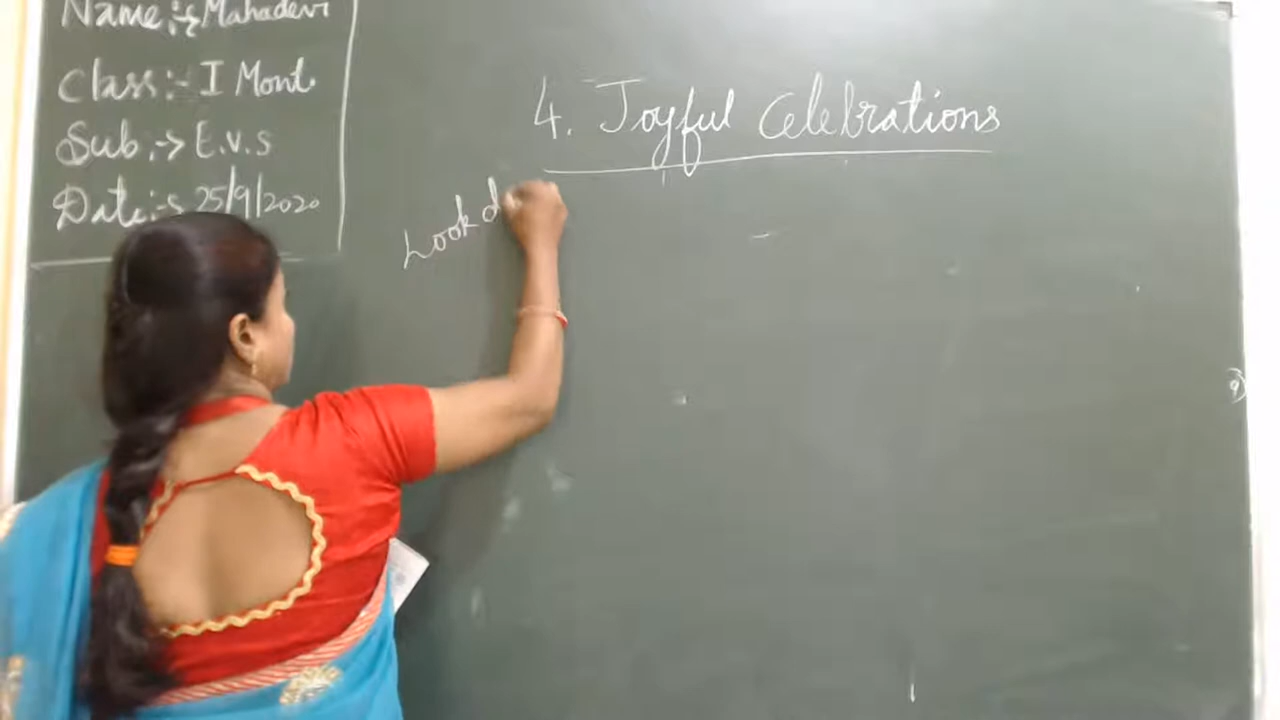 Name :-> Mahadevi
Class :- I Mont.
Sub :-> E.V.S
Date :-> 25/9/2020
4. Joyful Celebrations
Look d